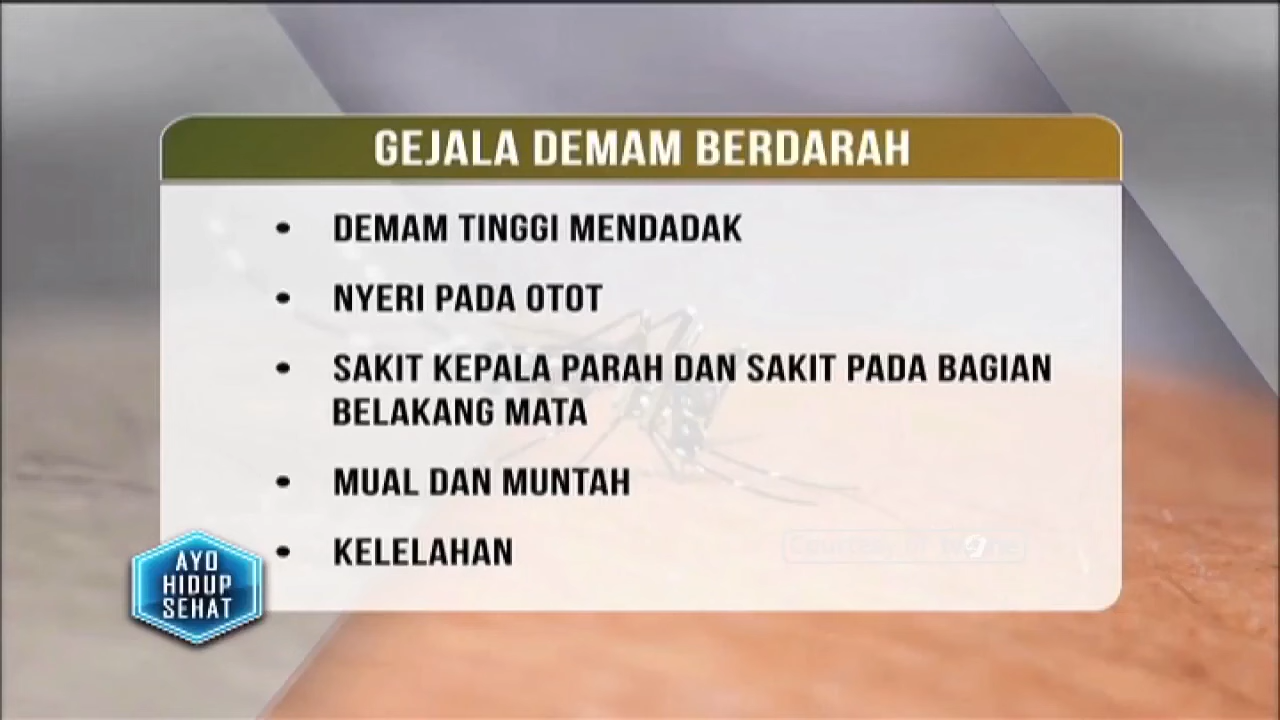 GEJALA DEMAM BERDARAH
• DEMAM TINGGI MENDADAK
• NYERI PADA OTOT
• SAKIT KEPALA PARAH DAN SAKIT PADA BAGIAN
BELAKANG MATA
• MUAL DAN MUNTAH
• KELELAHAN
AYO
HIDUP
SEHAT